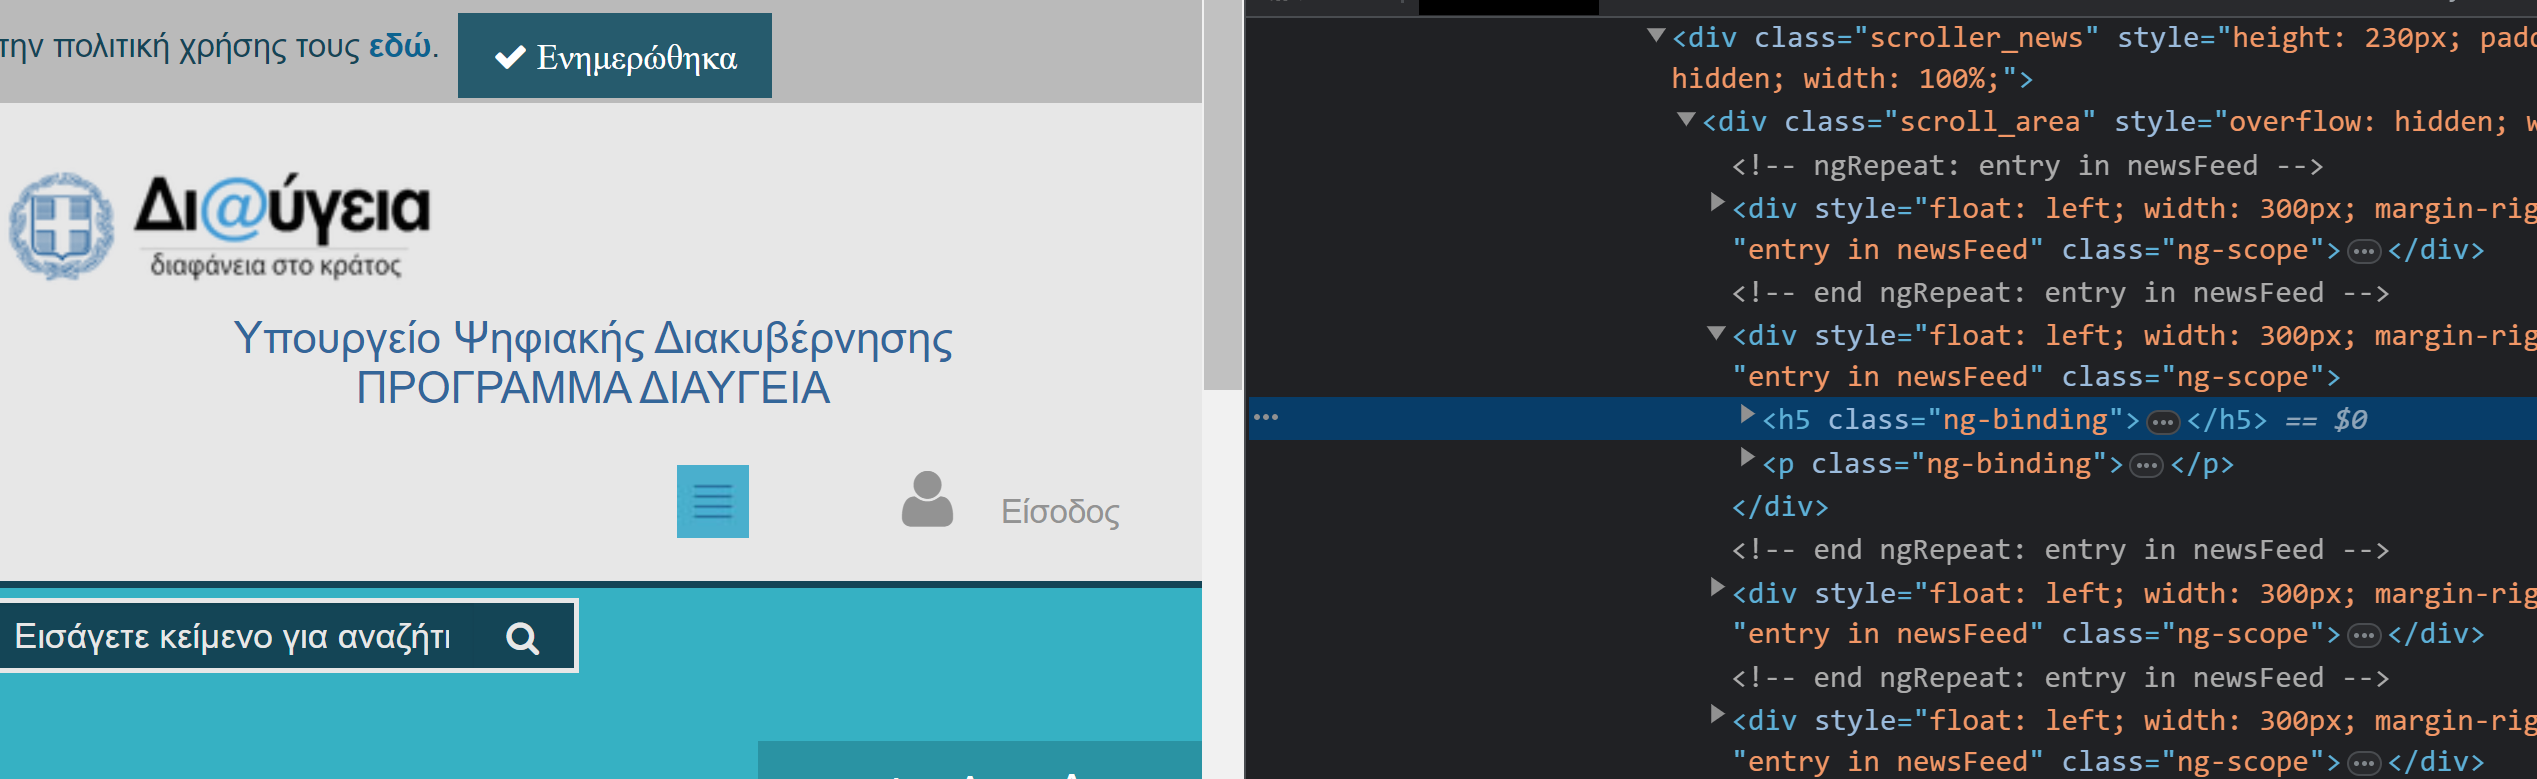 την πολιτική χρήσης τους εδώ.
Ενημερώθηκα
Δι@ύγεια
διαφάνεια στο κράτος
Υπουργείο Ψηφιακής Διακυβέρνησης
ΠΡΟΓΡΑΜΜΑ ΔΙΑΥΓΕΙΑ
Είσοδος
Εισάγετε κείμενο για αναζήτι
<div class="scroller_news" style="height: 230px; padd
hidden; width: 100%;">
<div class="scroll_area" style="overflow: hidden; w
<!-- ngRepeat: entry in newsFeed -->
<div style="float: left; width: 300px; margin-rig
"entry in newsFeed" class="ng-scope">…</div>
<!-- end ngRepeat: entry in newsFeed -->
<div style="float: left; width: 300px; margin-rig
"entry in newsFeed" class="ng-scope">
<h5 class="ng-binding">…</h5> == $0
<p class="ng-binding">…</p>
</div>
<!-- end ngRepeat: entry in newsFeed -->
<div style="float: left; width: 300px; margin-rig
"entry in newsFeed" class="ng-scope">…</div>
<!-- end ngRepeat: entry in newsFeed -->
<div style="float: left; width: 300px; margin-rig
"entry in newsFeed" class="ng-scope">…</div>